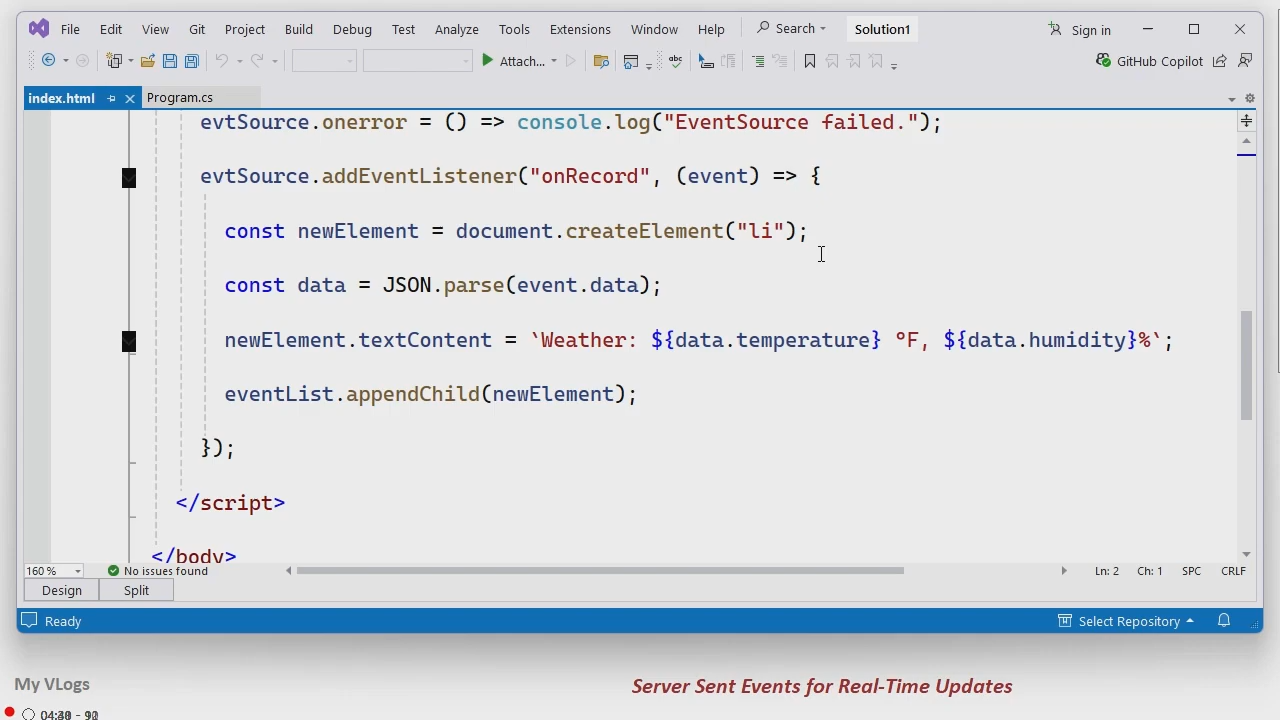 File Edit View Git Project Build Debug Test Analyze Tools Extensions Window Help Search Solution1 Sign in
Attach... abc GitHub Copilot
index.html Program.cs
evtSource.onerror = () => console.log("EventSource failed.");
evtSource.addEventListener("onRecord", (event) => {
const newElement = document.createElement("li");
const data = JSON.parse(event.data);
newElement.textContent = `Weather: ${data.temperature} °F, ${data.humidity}%`;
eventList.appendChild(newElement);
});
</script>
</body>
160 % No issues found Ln: 2 Ch: 1 SPC CRLF
Design Split
Ready Select Repository
My VLogs
Server Sent Events for Real-Time Updates